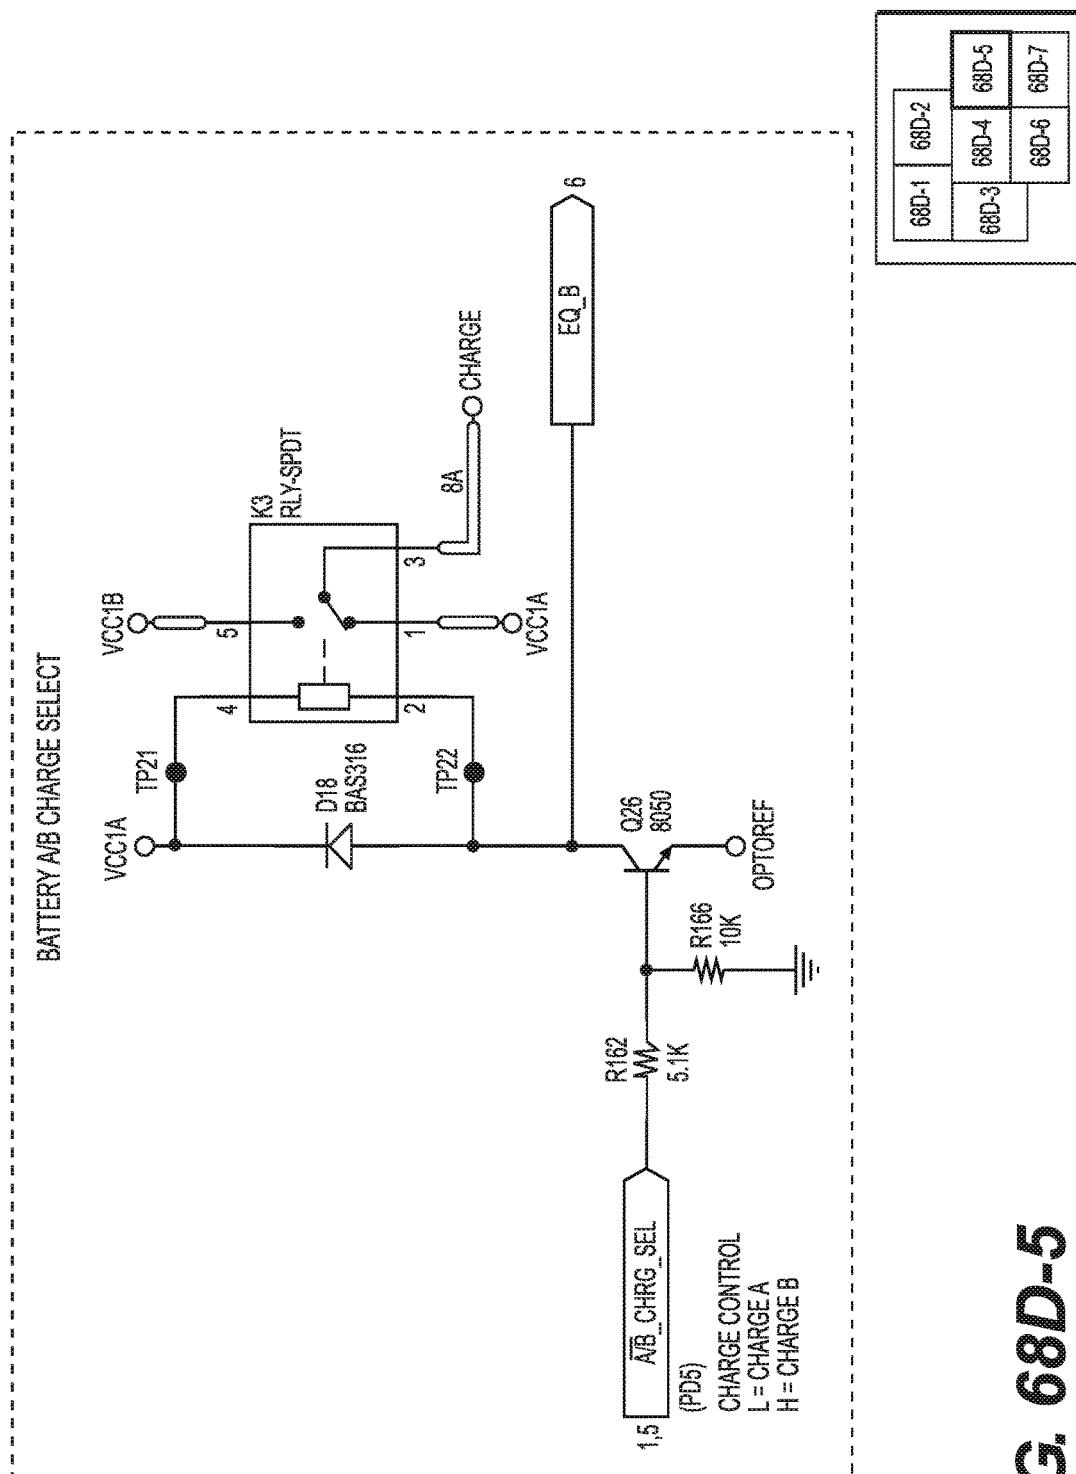 BATTERY A/B CHARGE SELECT
VCC1A
TP21
D18
BAS316
TP22
VCC1B
4
2
5
1
3
K3
RLY-SPDT
VCC1A
8A
CHARGE
EQ_B
6
Q26
8050
OPTOREF
R166
10K
R162
5.1K
1,5
A/B_CHRG_SEL
(PD5)
CHARGE CONTROL
L = CHARGE A
H = CHARGE B
68D-1
68D-2
68D-3
68D-4
68D-5
68D-6
68D-7
G. 68D-5